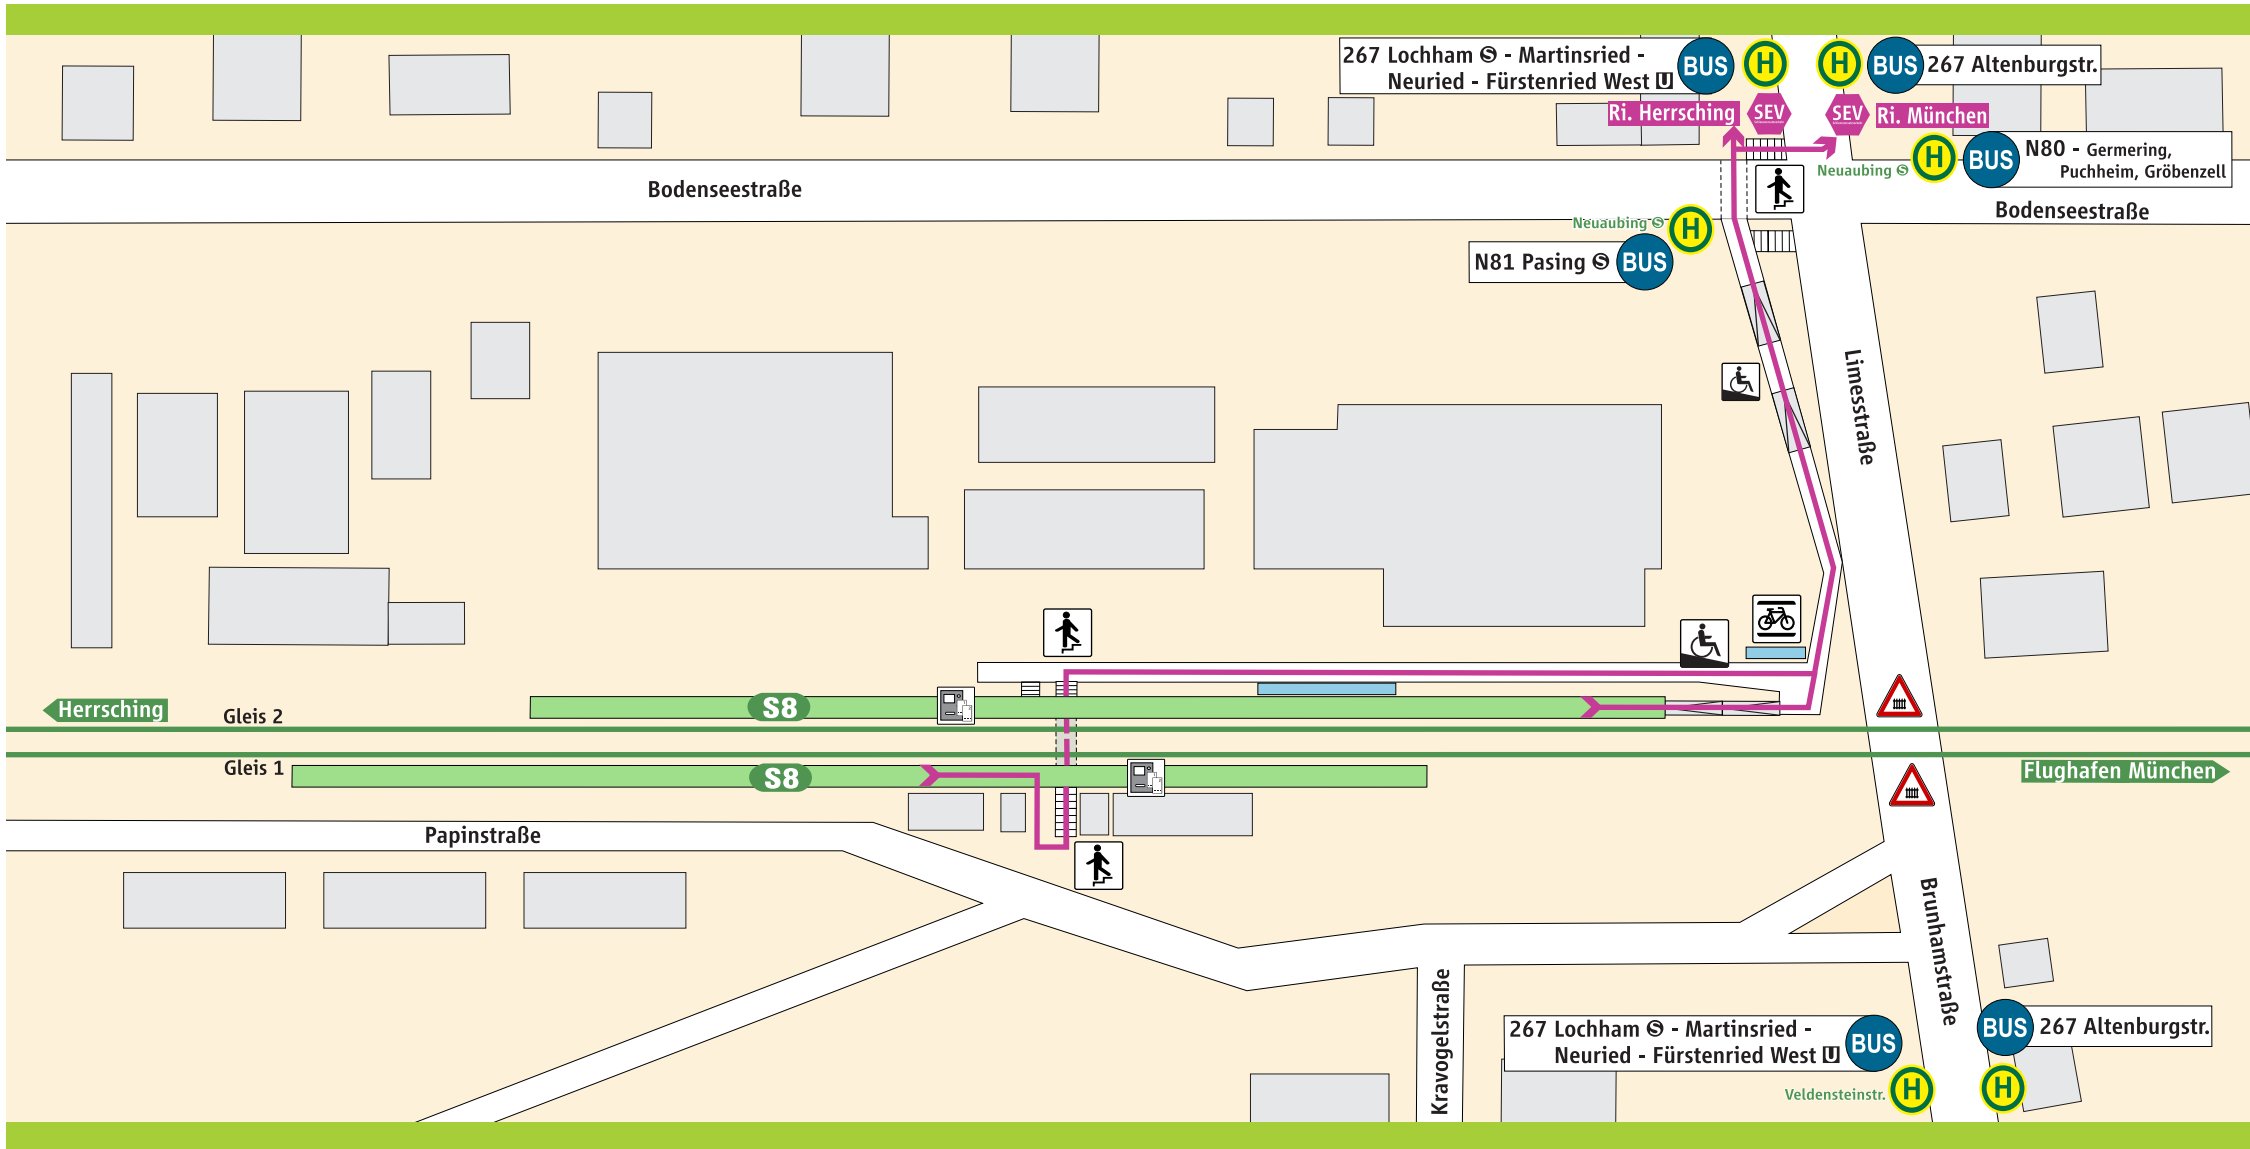 267 Lochham S - Martinsried -
Neuried - Fürstenried West U
BUS
H
H
BUS
267 Altenburgstr.
Ri. Herrsching
SEV
SEV
Ri. München
Neuaubing S
H
BUS
N80 - Germering,
Puchheim, Gröbenzell
Bodenseestraße
Bodenseestraße
Neuaubing S
H
N81 Pasing S
BUS
Limesstraße
Herrsching
Gleis 2
S8
Gleis 1
S8
Flughafen München
Papinstraße
Brunhamstraße
Kravogelstraße
267 Lochham S - Martinsried -
Neuried - Fürstenried West U
BUS
BUS
267 Altenburgstr.
Veldensteinstr.
H
H